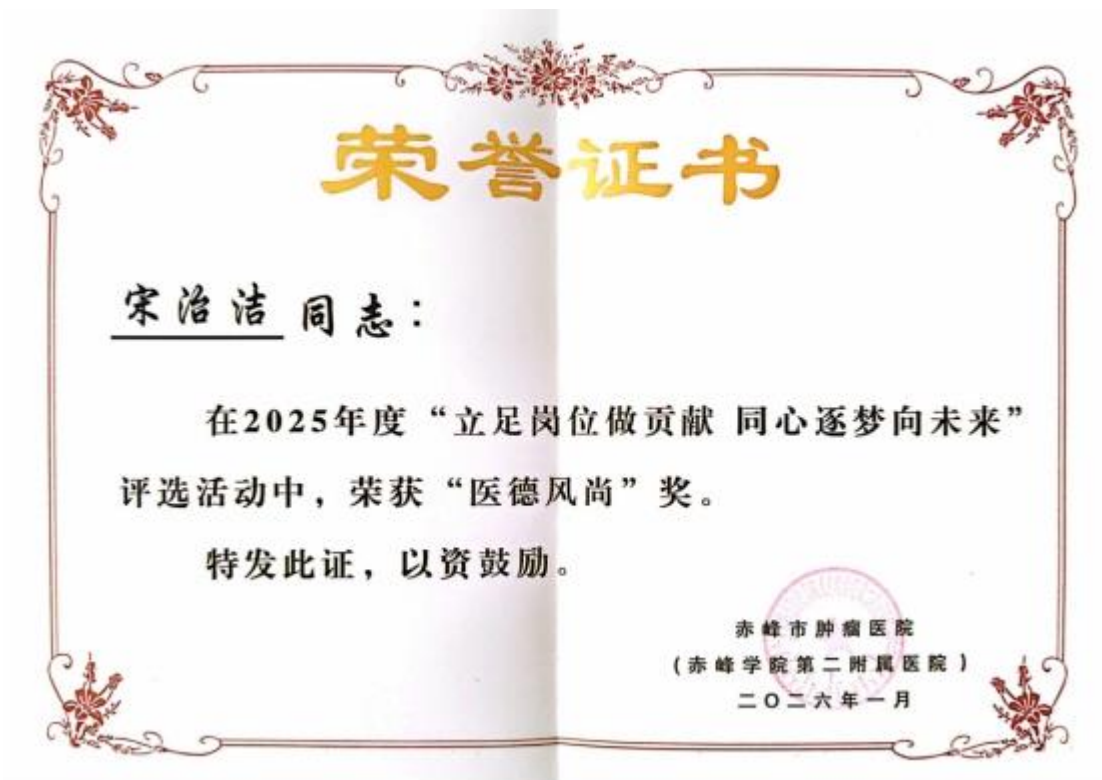 荣誉证书
宋治洁 同志：
在2025年度“立足岗位做贡献 同心逐梦向未来”
评选活动中，荣获“医德风尚”奖。
特发此证，以资鼓励。
赤峰市肿瘤医院
(赤峰学院第二附属医院)
二〇二六年一月